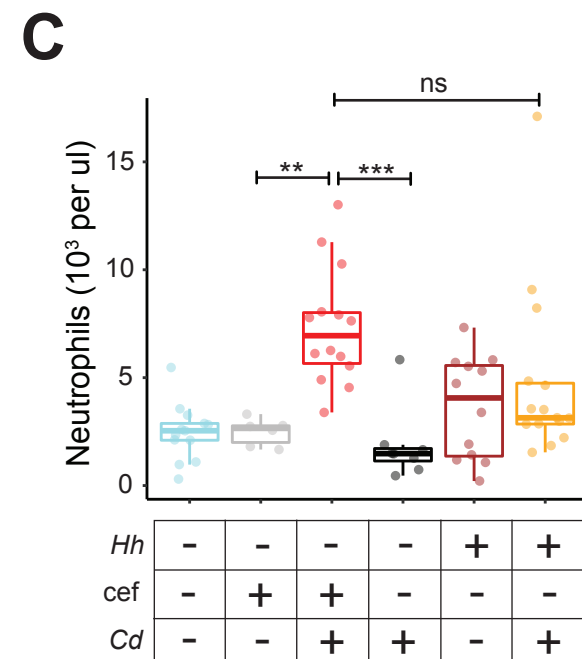 C
ns
** ***
Neutrophils (10³ per ul)
15
10
5
0
Hh - - - - + +
cef - + + - - -
Cd - - + + - +